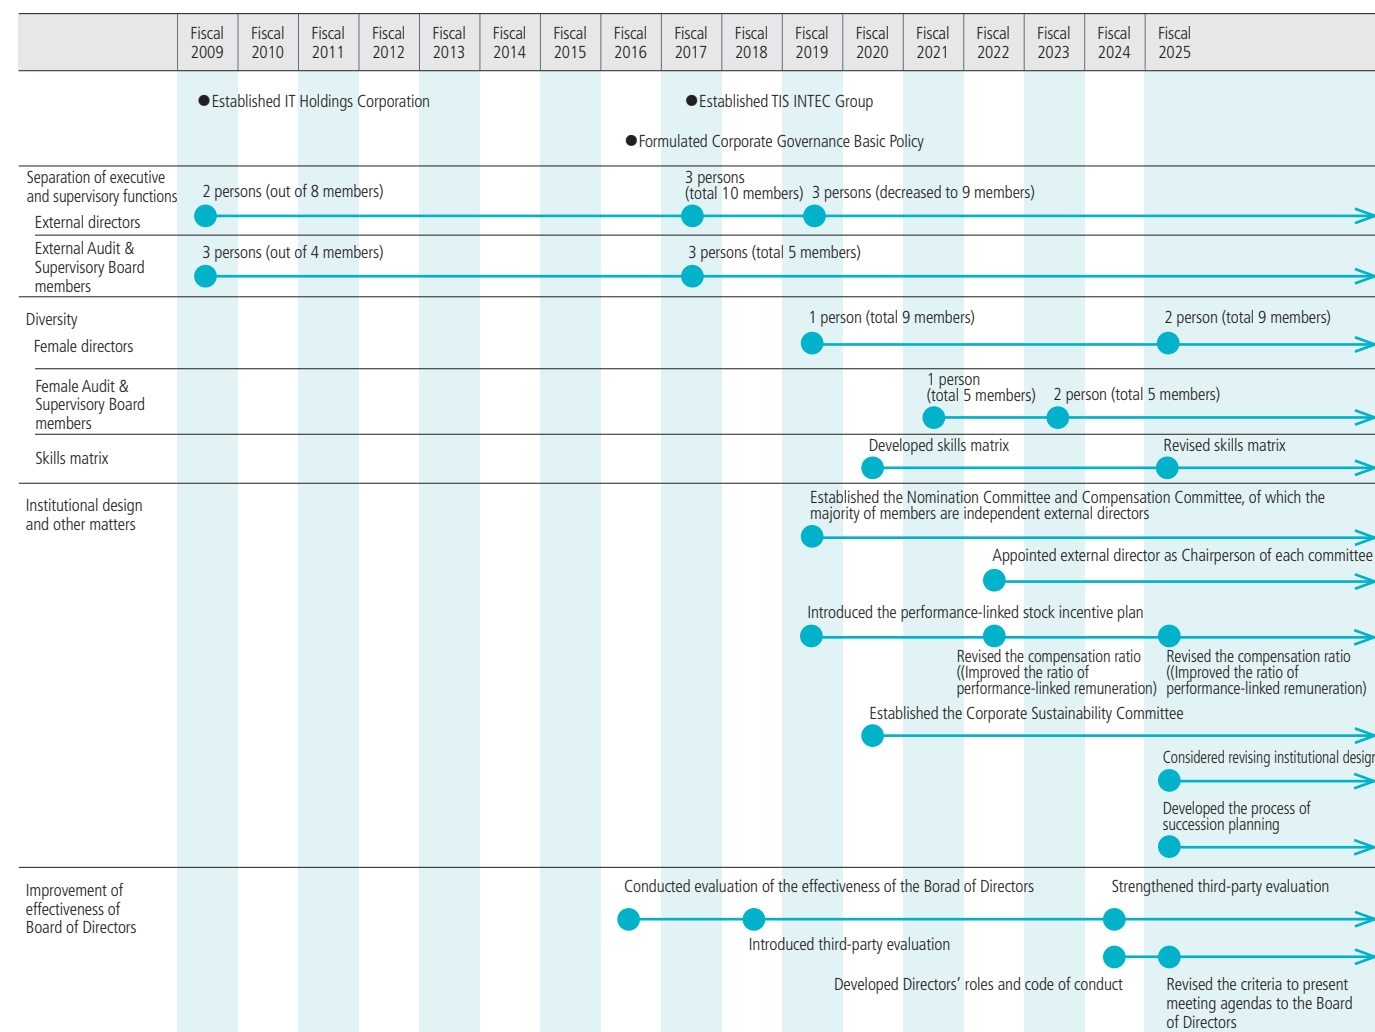 Fiscal 2009
Fiscal 2010
Fiscal 2011
Fiscal 2012
Fiscal 2013
Fiscal 2014
Fiscal 2015
Fiscal 2016
Fiscal 2017
Fiscal 2018
Fiscal 2019
Fiscal 2020
Fiscal 2021
Fiscal 2022
Fiscal 2023
Fiscal 2024
Fiscal 2025
●Established IT Holdings Corporation
●Established TIS INTEC Group
●Formulated Corporate Governance Basic Policy
Separation of executive
and supervisory functions
External directors
2 persons (out of 8 members)
3 persons
(total 10 members)
3 persons (decreased to 9 members)
External Audit &
Supervisory Board
members
3 persons (out of 4 members)
3 persons (total 5 members)
Diversity
Female directors
1 person (total 9 members)
2 person (total 9 members)
Female Audit &
Supervisory Board
members
1 person
(total 5 members)
2 person (total 5 members)
Skills matrix
Developed skills matrix
Revised skills matrix
Institutional design
and other matters
Established the Nomination Committee and Compensation Committee, of which the
majority of members are independent external directors
Appointed external director as Chairperson of each committee
Introduced the performance-linked stock incentive plan
Revised the compensation ratio
((Improved the ratio of
performance-linked remuneration)
Revised the compensation ratio
((Improved the ratio of
performance-linked remuneration)
Established the Corporate Sustainability Committee
Considered revising institutional design
Developed the process of
succession planning
Improvement of
effectiveness of
Board of Directors
Conducted evaluation of the effectiveness of the Borad of Directors
Strengthened third-party evaluation
Introduced third-party evaluation
Developed Directors' roles and code of conduct
Revised the criteria to present
meeting agendas to the Board
of Directors